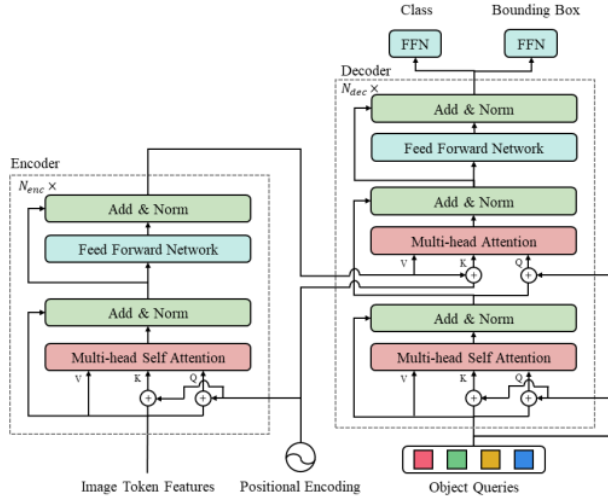 Class
Bounding Box
FFN
FFN
Decoder
N_dec ×
Add & Norm
Feed Forward Network
Add & Norm
Multi-head Attention
V
K
Q
Add & Norm
Multi-head Self Attention
V
K
Q
Object Queries
Encoder
N_enc ×
Add & Norm
Feed Forward Network
Add & Norm
Multi-head Self Attention
V
K
Q
Image Token Features
Positional Encoding